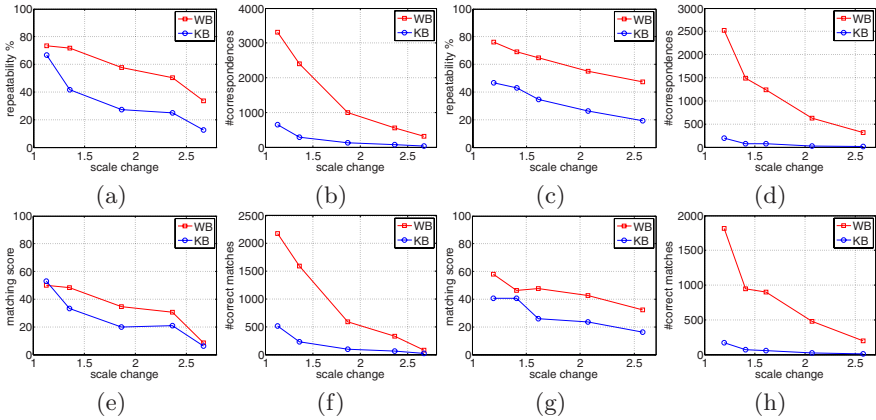 100
80
60
40
20
0
repeatability %
WB
KB
1
1.5
2
2.5
scale change
(a)
4000
3000
2000
1000
0
#correspondences
WB
KB
1
1.5
2
2.5
scale change
(b)
100
80
60
40
20
0
repeatability %
WB
KB
1
1.5
2
2.5
scale change
(c)
3000
2500
2000
1500
1000
500
0
#correspondences
WB
KB
1
1.5
2
2.5
scale change
(d)
100
80
60
40
20
0
matching score
WB
KB
1
1.5
2
2.5
scale change
(e)
2500
2000
1500
1000
500
0
#correct matches
WB
KB
1
1.5
2
2.5
scale change
(f)
100
80
60
40
20
0
matching score
WB
KB
1
1.5
2
2.5
scale change
(g)
2000
1500
1000
500
0
#correct matches
WB
KB
1
1.5
2
2.5
scale change
(h)